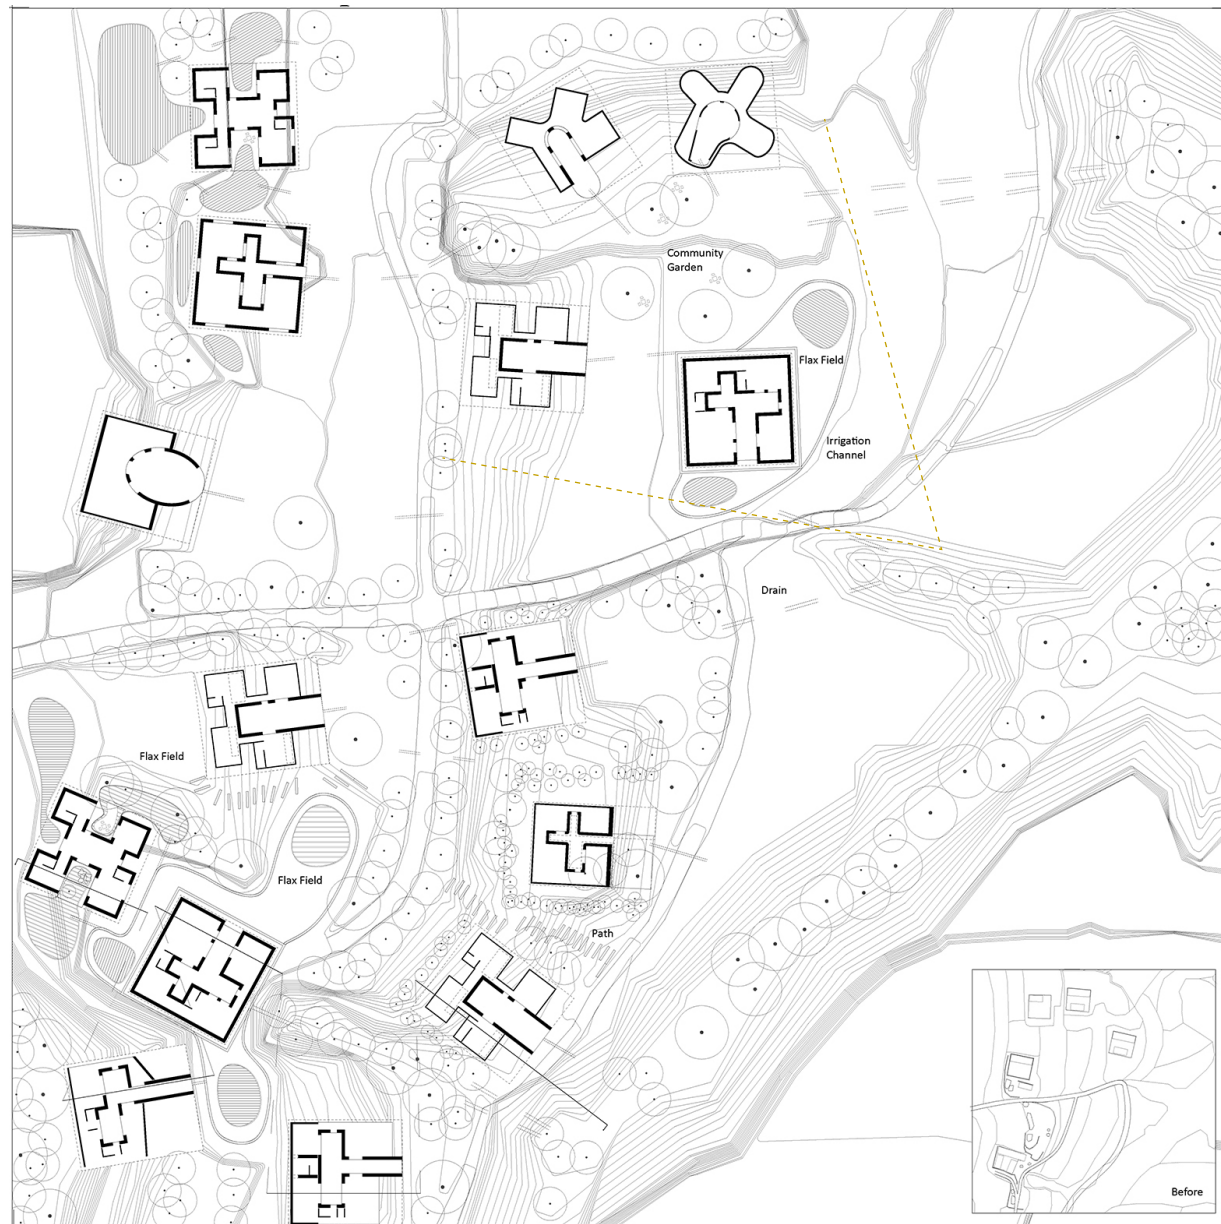 Community
Garden
Flax Field
Irrigation
Channel
Drain
Flax Field
Flax Field
Path
Before